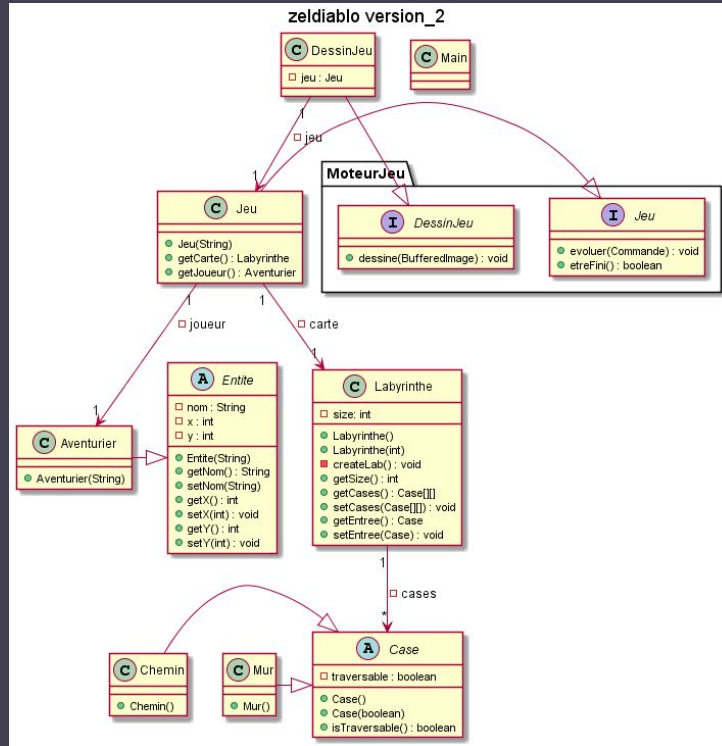 zeldiablo version_2
C DessinJeu
jeu : Jeu
C Main
1
jeu
1
MoteurJeu
C Jeu
Jeu(String)
getCarte() : Labyrinthe
getJoueur() : Aventurier
I DessinJeu
dessine(BufferedImage) : void
I Jeu
evoluer(Commande) : void
etreFini() : boolean
1
1
joueur
carte
1
1
A Entite
nom : String
x : int
y : int
Entite(String)
getNom() : String
setNom(String)
getX() : int
setX(int) : void
getY() : int
setY(int) : void
C Aventurier
Aventurier(String)
C Labyrinthe
size: int
Labyrinthe()
Labyrinthe(int)
createLab() : void
getSize() : int
getCases() : Case[][]
setCases(Case[][]) : void
getEntree() : Case
setEntree(Case) : void
1
cases
*
C Chemin
Chemin()
C Mur
Mur()
A Case
traversable : boolean
Case()
Case(boolean)
isTraversable() : boolean